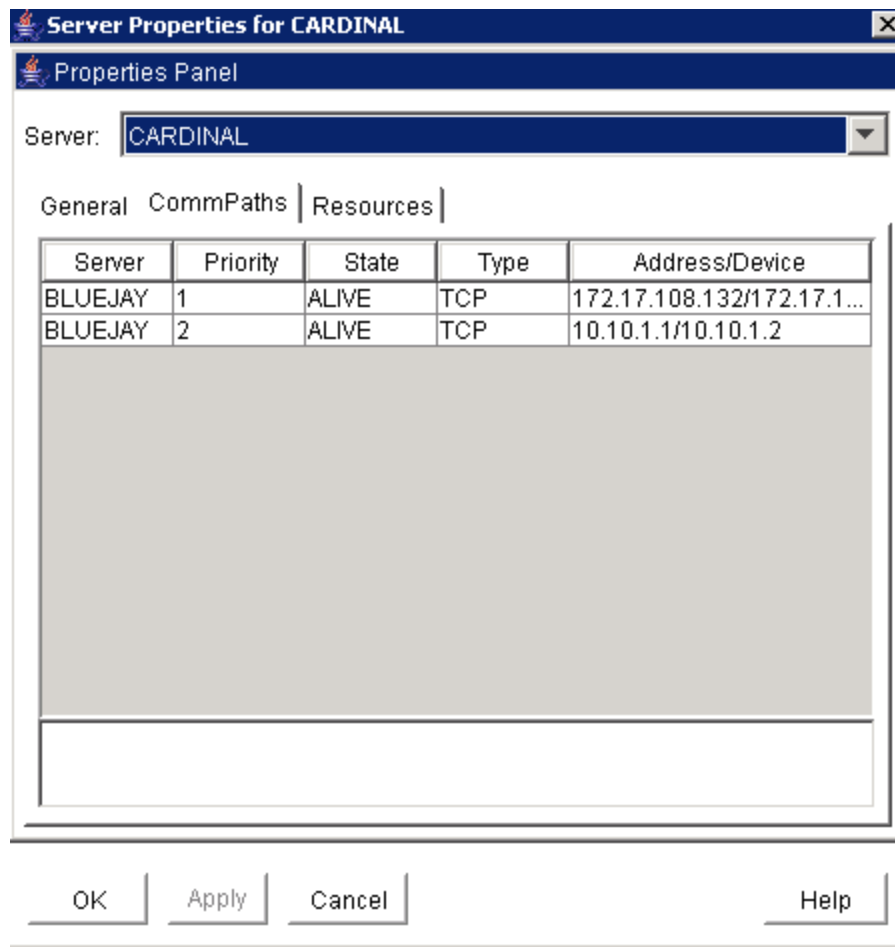 Server Properties for CARDINAL
Properties Panel
Server: CARDINAL
General CommPaths Resources
Server Priority State Type Address/Device
BLUEJAY 1 ALIVE TCP 172.17.108.132/172.17.1...
BLUEJAY 2 ALIVE TCP 10.10.1.1/10.10.1.2
OK Apply Cancel Help